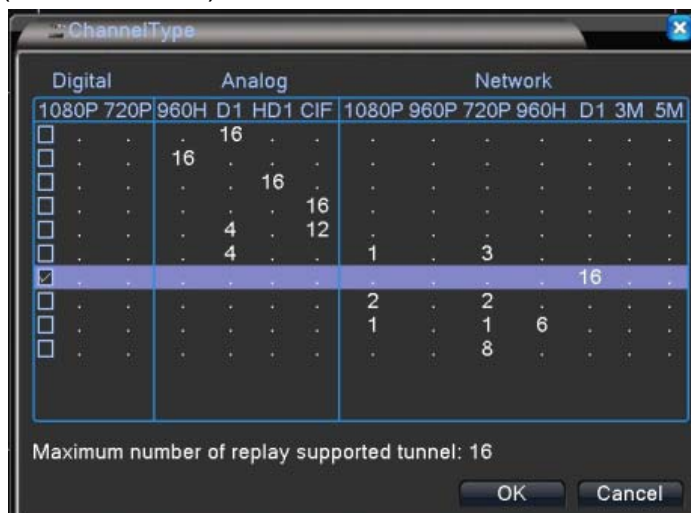 ChannelType
Digital Analog Network
1080P 720P 960H D1 HD1 CIF 1080P 960P 720P 960H D1 3M 5M
. . . 16 . . . . . . . . .
. . 16 . . . . . . . . . .
. . . . 16 . . . . . . . .
. . . . . 16 . . . . . . .
. . . 4 . 12 . . . . . . .
. . . 4 . . 1 . 3 . . . .
. . . . . . . . . . 16 . .
. . . . . . 2 . 2 . . . .
. . . . . . 1 . 1 6 . . .
. . . . . . . . 8 . . . .
Maximum number of replay supported tunnel: 16
OK Cancel